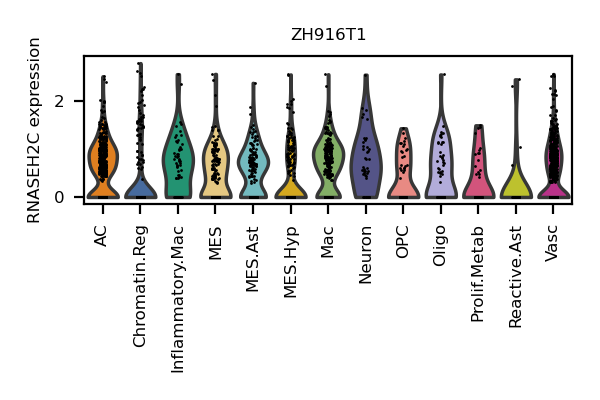 ZH916T1
RNASEH2C expression
2
0
AC
Chromatin.Reg
Inflammatory.Mac
MES
MES.Ast
MES.Hyp
Mac
Neuron
OPC
Oligo
Prolif.Metab
Reactive.Ast
Vasc